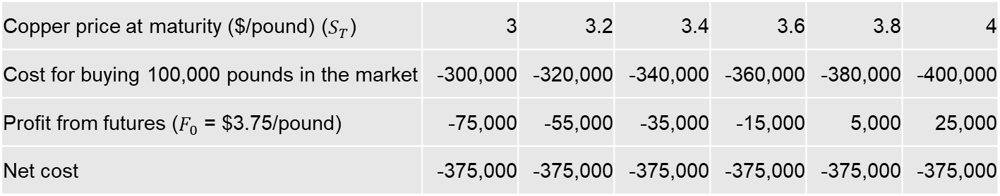 Copper price at maturity ($/pound) (S_T) 3 3.2 3.4 3.6 3.8 4
Cost for buying 100,000 pounds in the market -300,000 -320,000 -340,000 -360,000 -380,000 -400,000
Profit from futures (F_0 = $3.75/pound) -75,000 -55,000 -35,000 -15,000 5,000 25,000
Net cost -375,000 -375,000 -375,000 -375,000 -375,000 -375,000